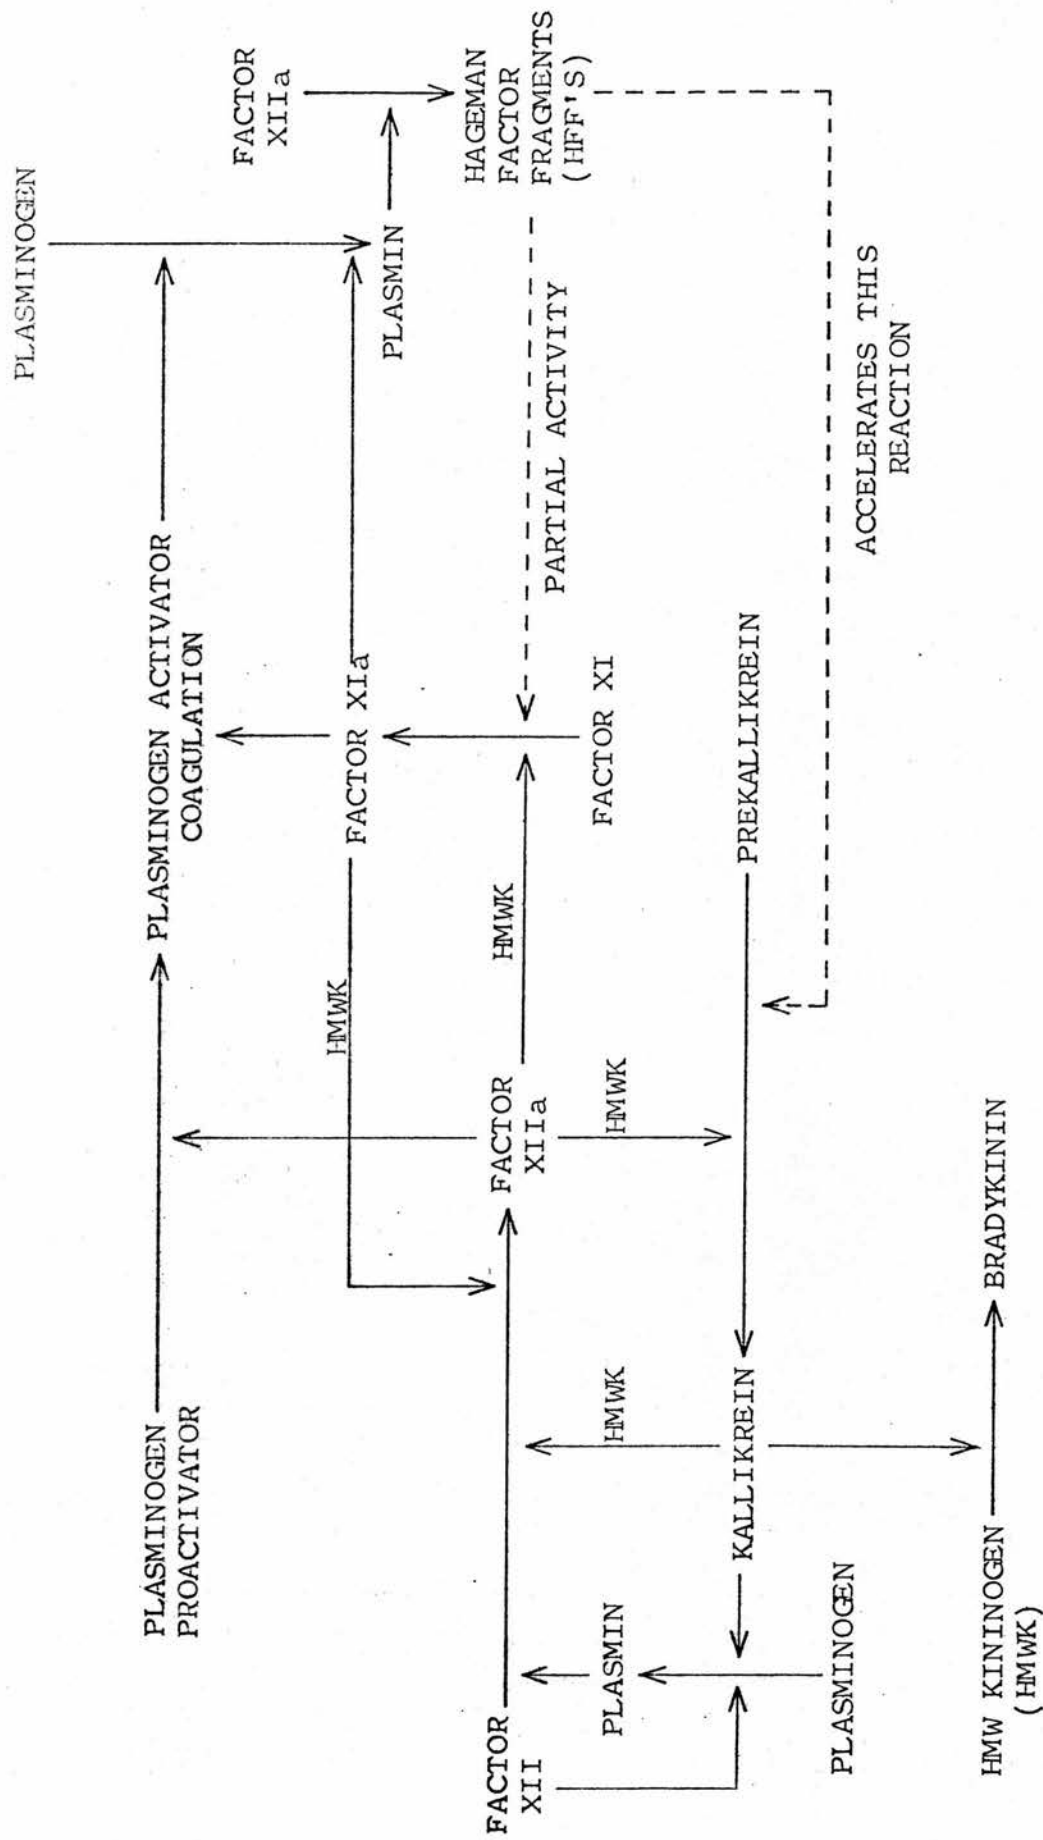 PLASMINOGEN
PLASMINOGEN
PROACTIVATOR
PLASMINOGEN ACTIVATOR
COAGULATION
FACTOR
XIIa
HMWK
FACTOR XIa
PLASMIN
FACTOR
XII
FACTOR
XIIa
HMWK
HAGEMAN
FACTOR
FRAGMENTS
(HFF'S)
PARTIAL ACTIVITY
PLASMIN
HMWK
HMWK
FACTOR XI
KALLIKREIN
PREKALLIKREIN
PLASMINOGEN
ACCELERATES THIS
REACTION
HMW KININOGEN
(HMWK)
BRADYKININ